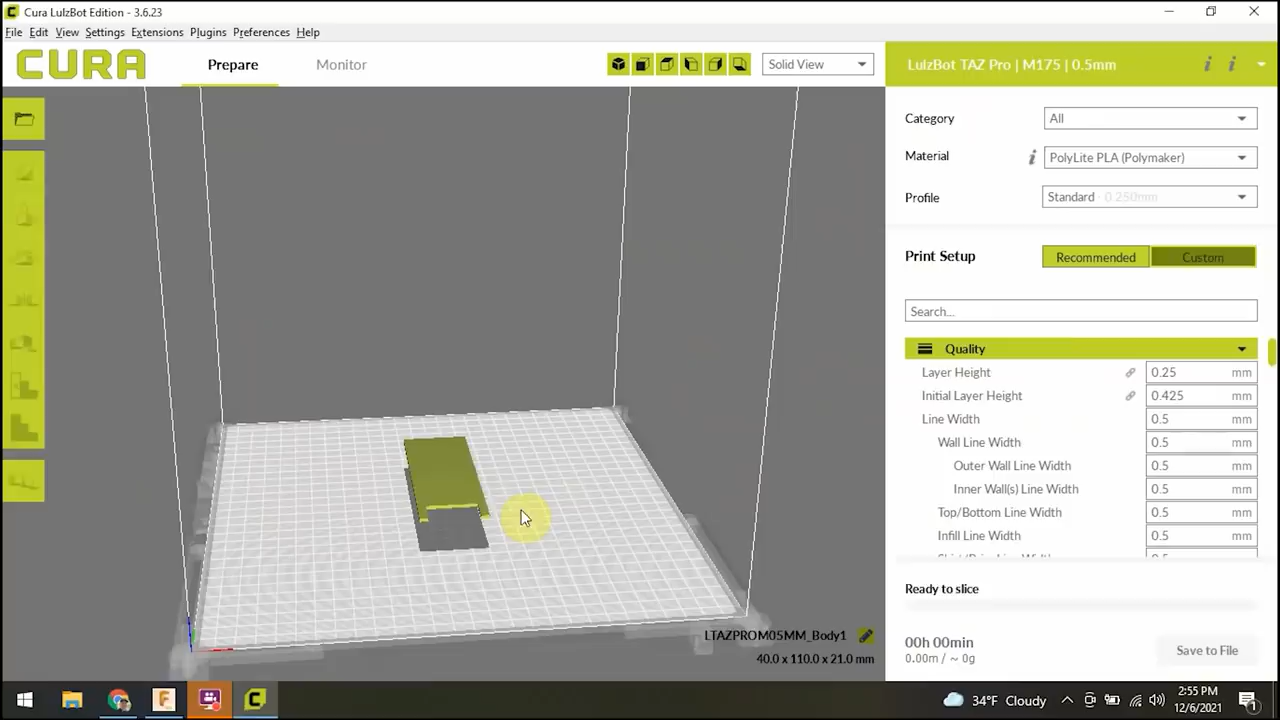 Cura LulzBot Edition - 3.6.23
File Edit View Settings Extensions Plugins Preferences Help
CURA
Prepare
Monitor
Solid View
LulzBot TAZ Pro | M175 | 0.5mm
Category
All
Material
PolyLite PLA (Polymaker)
Profile
Standard - 0.250mm
Print Setup
Recommended
Custom
Search...
Quality
Layer Height
0.25 mm
Initial Layer Height
0.425 mm
Line Width
0.5 mm
Wall Line Width
0.5 mm
Outer Wall Line Width
0.5 mm
Inner Wall(s) Line Width
0.5 mm
Top/Bottom Line Width
0.5 mm
Infill Line Width
0.5 mm
Ready to slice
LTAZPROM05MM_Body1
40.0 x 110.0 x 21.0 mm
00h 00min
0.00m / ~ 0g
Save to File
34°F Cloudy
2:55 PM
12/6/2021
1